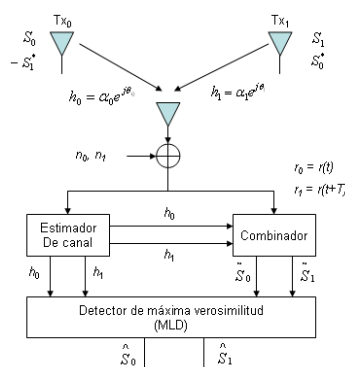 Tx₀ Tx₁
S₀ S₁
- S₁* S₀*
h₀ = α₀e^{jθ₀} h₁ = α₁e^{jθ₁}
n₀, n₁
r₀ = r(t)
r₁ = r(t+T,
h₀
Estimador
De canal
Combinador
h₁
h₀ h₁
S̃₀ S̃₁
Detector de máxima verosimilitud
(MLD)
Ŝ₀ Ŝ₁